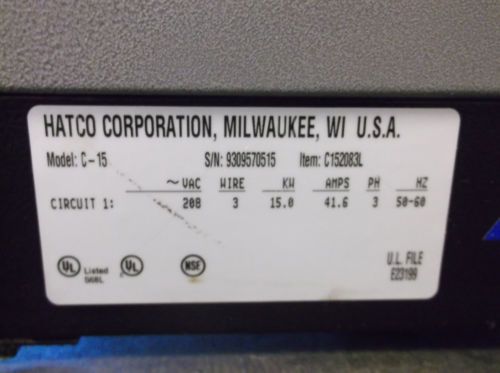 HATCO CORPORATION, MILWAUKEE, WI U.S.A.
Model: C-15 S/N: 9309570515 Item: C152083L
~VAC WIRE KW AMPS PH HZ
CIRCUIT 1: 208 3 15.0 41.6 3 50-60
UL Listed UL NSF
U.L. FILE
E23199